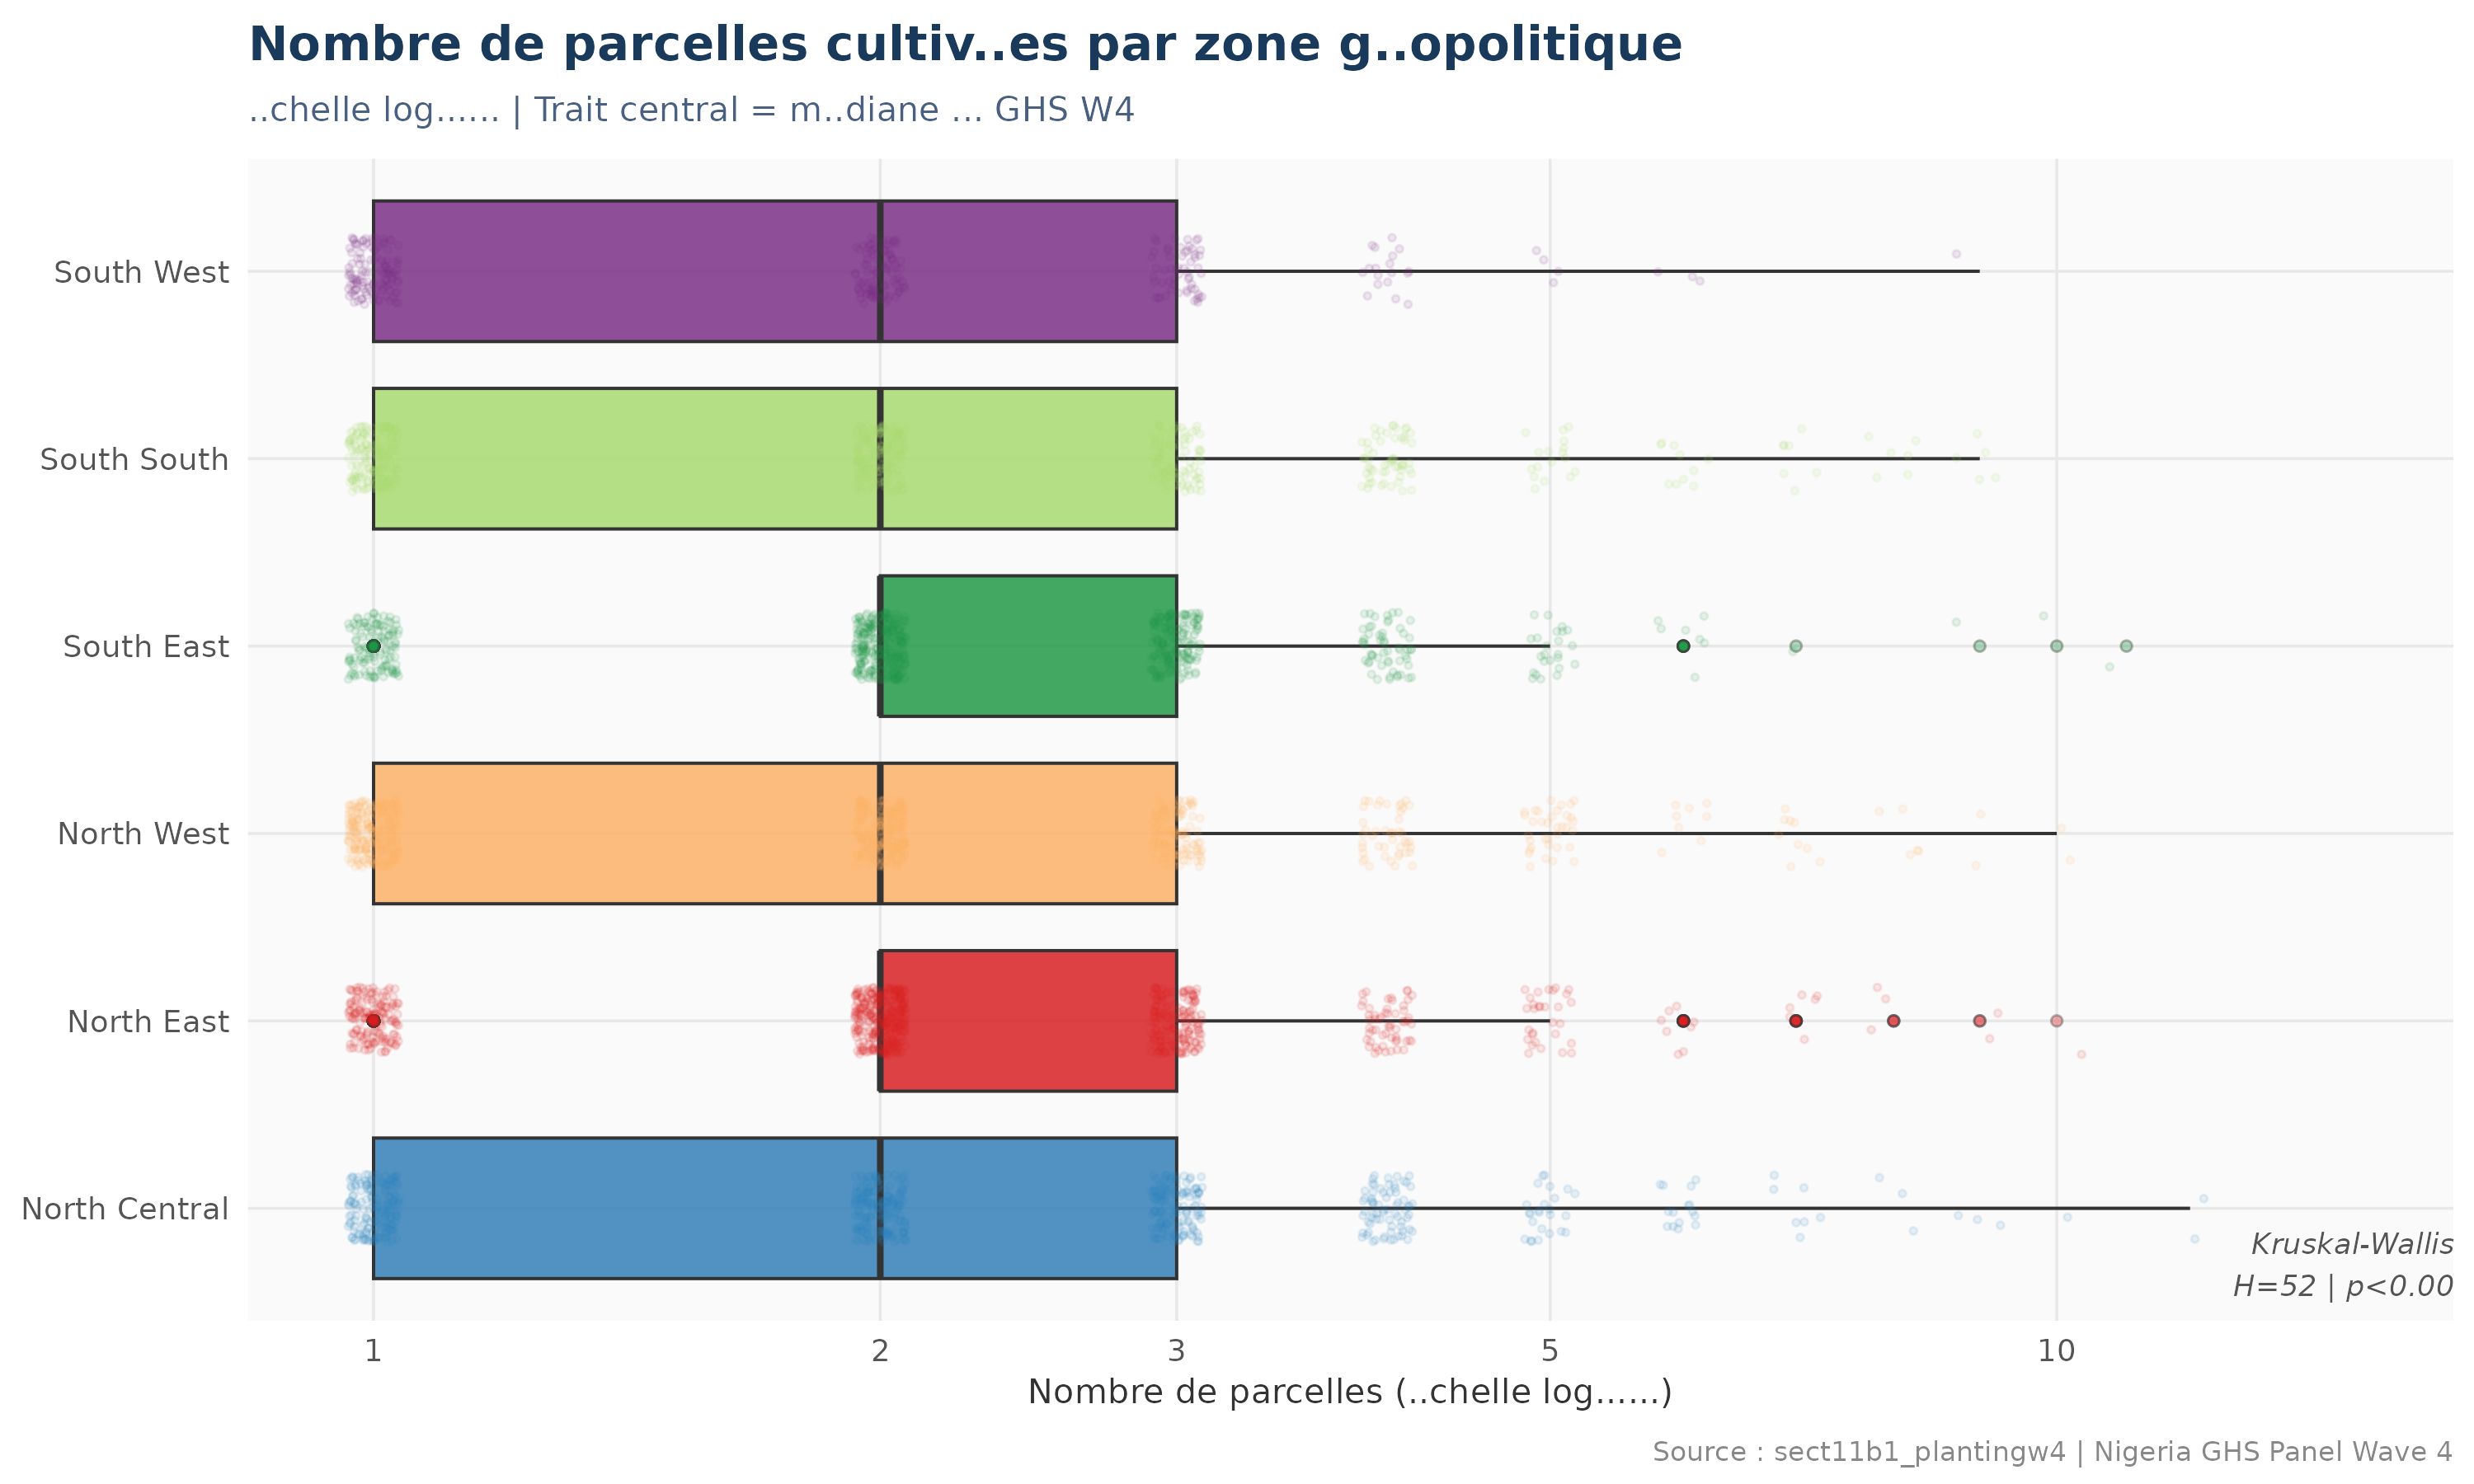 Nombre de parcelles cultiv..es par zone g..opolitique
..chelle log...... | Trait central = m..diane ... GHS W4
South West
South South
South East
North West
North East
North Central
Kruskal-Wallis
H=52 | p<0.00
1 2 3 5 10
Nombre de parcelles (..chelle log......)
Source : sect11b1_plantingw4 | Nigeria GHS Panel Wave 4